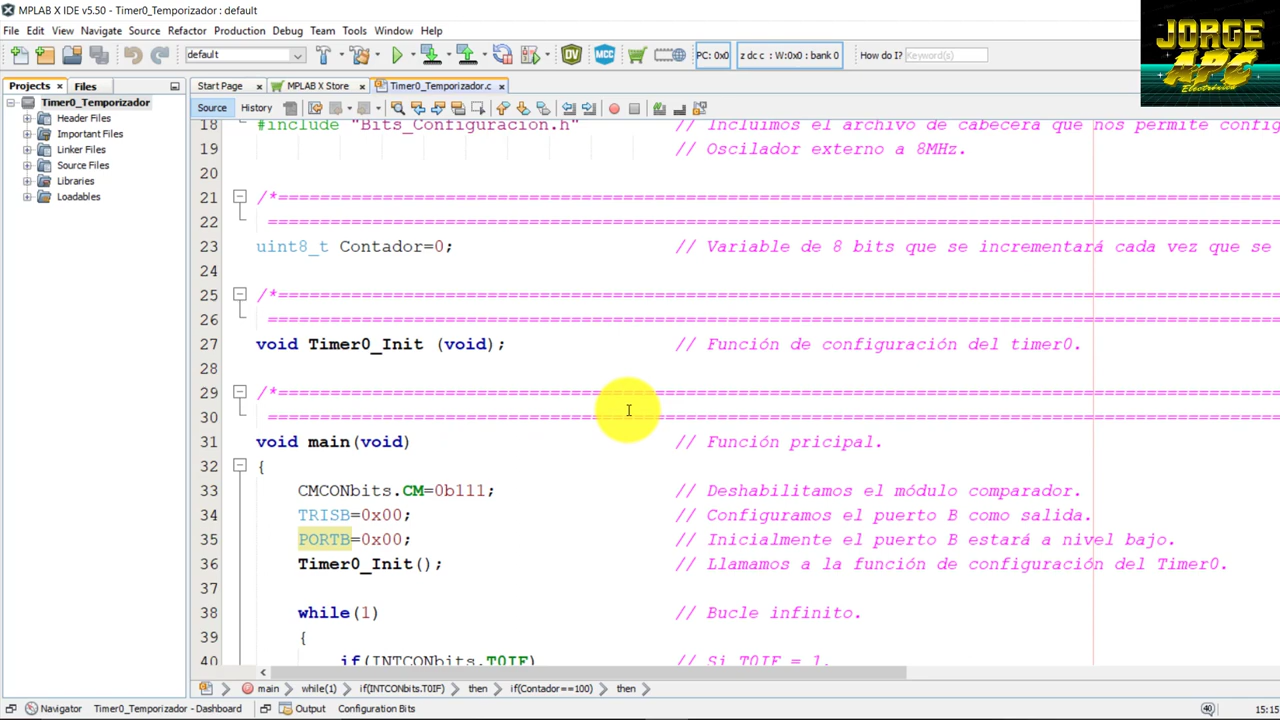 MPLAB X IDE v5.50 - Timer0_Temporizador : default
File Edit View Navigate Source Refactor Production Debug Team Tools Window Help
JORGE
APC
Electrónica
default
DV MCC PC: 0x0 z dc c : W:0x0 : bank 0 How do I? Keyword(s)
Projects × Files
Start Page × MPLAB X Store × Timer0_Temporizador.c ×
Timer0_Temporizador
Header Files
Important Files
Linker Files
Source Files
Libraries
Loadables
Source History
18 #include "Bits_Configuracion.h" // Incluimos el archivo de cabecera que nos permite config
19 // Oscilador externo a 8MHz.
20
21 /*================================================
22 ================================================
23 uint8_t Contador=0; // Variable de 8 bits que se incrementará cada vez que se
24
25 /*================================================
26 ================================================
27 void Timer0_Init (void); // Función de configuración del timer0.
28
29 /*================================================
30 ================================================
31 void main(void) // Función pricipal.
32 {
33 CMCONbits.CM=0b111; // Deshabilitamos el módulo comparador.
34 TRISB=0x00; // Configuramos el puerto B como salida.
35 PORTB=0x00; // Inicialmente el puerto B estará a nivel bajo.
36 Timer0_Init(); // Llamamos a la función de configuración del Timer0.
37
38 while(1) // Bucle infinito.
39 {
40 if(INTCONbits.T0IF) // Si T0IF = 1.
main while(1) if(INTCONbits.T0IF) then if(Contador==100) then
Navigator Timer0_Temporizador - Dashboard Output Configuration Bits 40 15:15